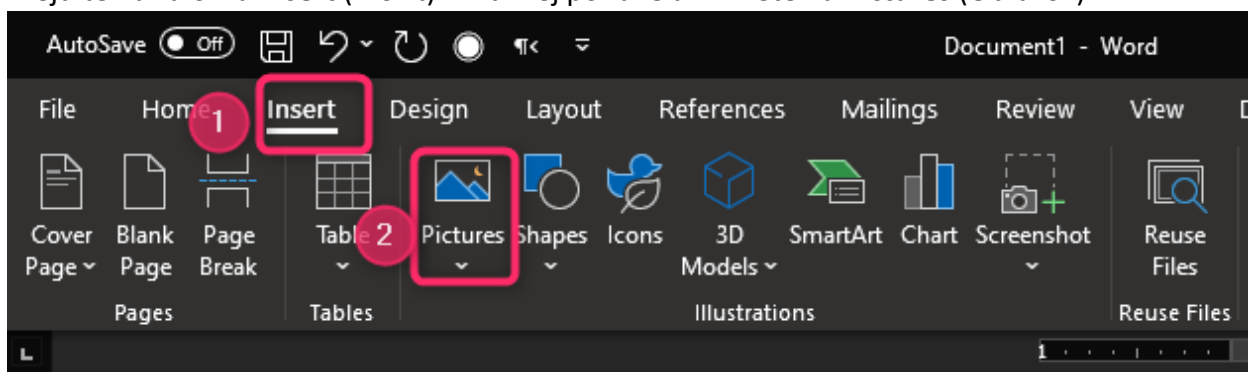 AutoSave Off Document1 - Word
File Home 1 Insert Design Layout References Mailings Review View
Cover Blank Page Table 2 Pictures Shapes Icons 3D SmartArt Chart Screenshot Reuse
Page Page Break Models Files
Pages Tables Illustrations Reuse Files
L 1